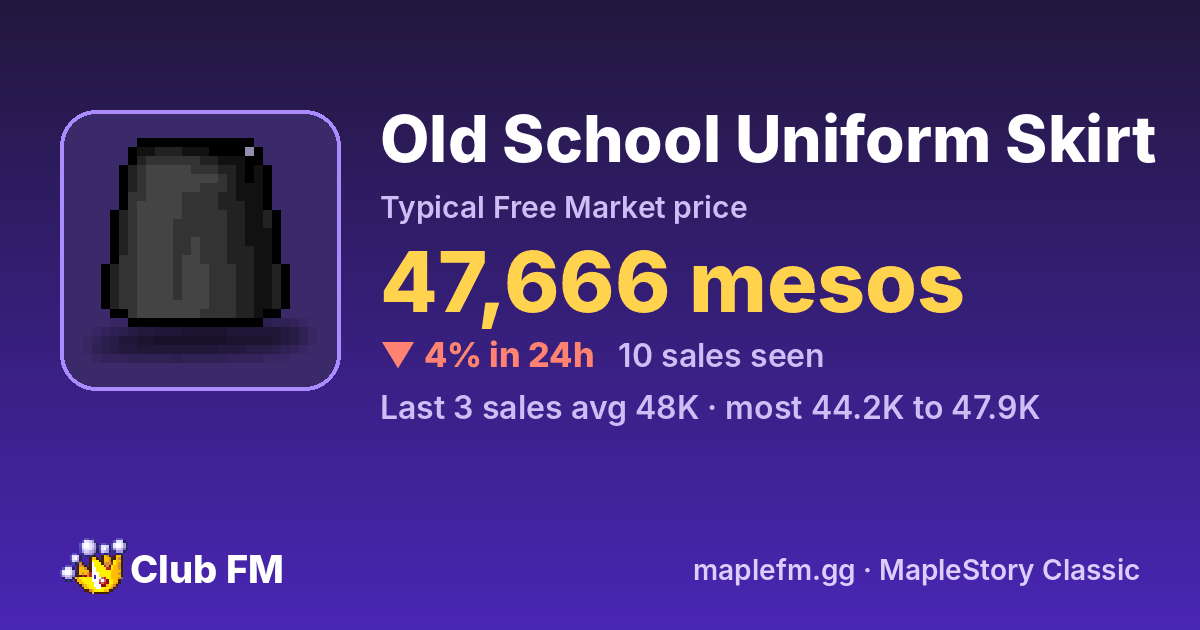 Old School Uniform Skirt
Typical Free Market price
47,666 mesos
▼ 4% in 24h 10 sales seen
Last 3 sales avg 48K · most 44.2K to 47.9K
Club FM
maplefm.gg · MapleStory Classic